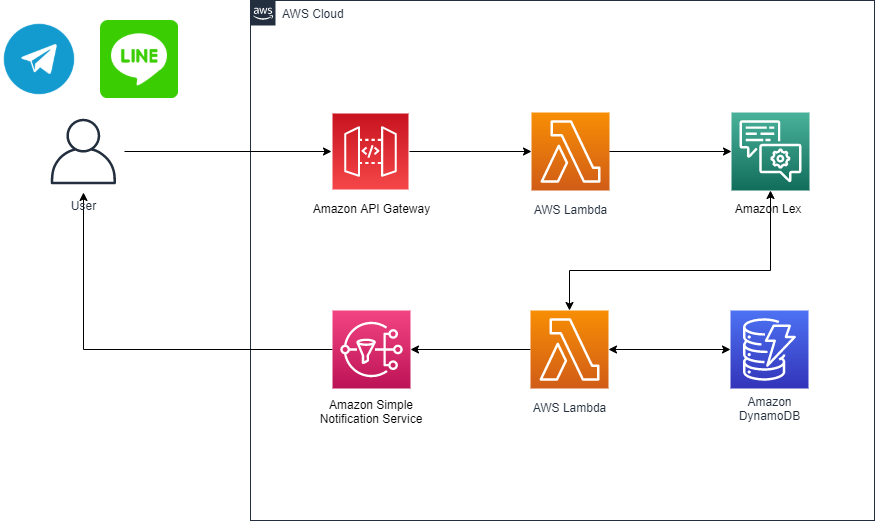 aws
AWS Cloud
LINE
</>
User
Amazon API Gateway
AWS Lambda
Amazon Lex
Amazon Simple
Notification Service
AWS Lambda
Amazon
DynamoDB